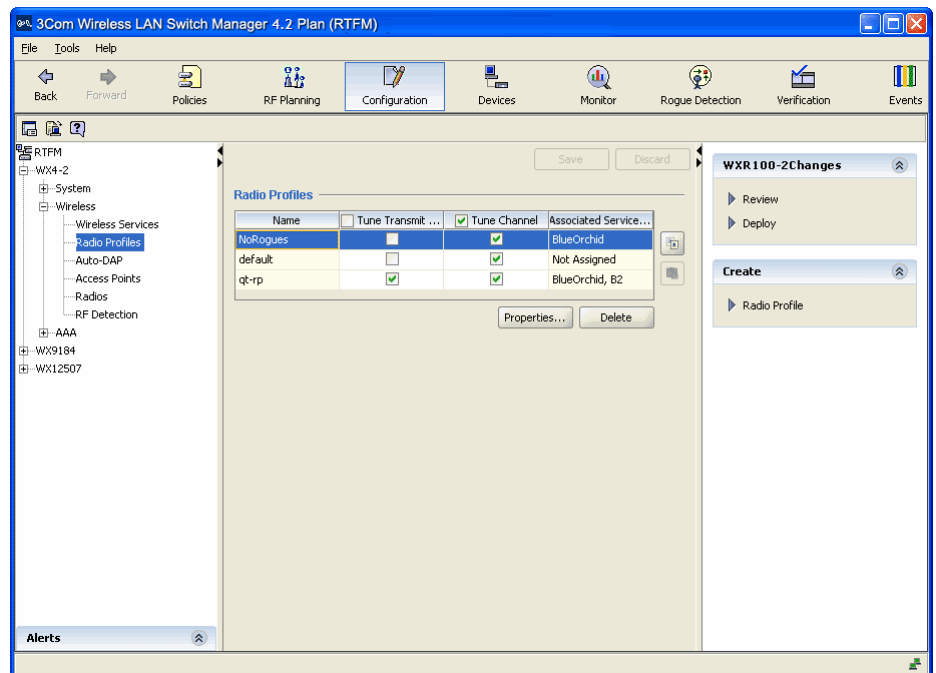 3Com Wireless LAN Switch Manager 4.2 Plan (RTFM)
File Tools Help
Back Forward Policies RF Planning Configuration Devices Monitor Rogue Detection Verification Events
RTFM
WX4-2
System
Wireless
Wireless Services
Radio Profiles
Auto-DAP
Access Points
Radios
RF Detection
AAA
WX9184
WX12507
Alerts
Save Discard
Radio Profiles
Name Tune Transmit ... Tune Channel Associated Service...
NoRogues BlueOrchid
default Not Assigned
qt-rp BlueOrchid, B2
Properties... Delete
WXR100-2Changes
Review
Deploy
Create
Radio Profile